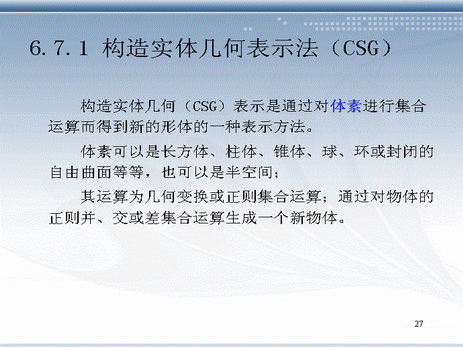 6.7.1 构造实体几何表示法(CSG)
构造实体几何(CSG)表示是通过对体素进行集合
运算而得到新的形体的一种表示方法。
体素可以是长方体、柱体、锥体、球、环或封闭的
自由曲面等等，也可以是半空间；
其运算为几何变换或正则集合运算；通过对物体的
正则并、交或差集合运算生成一个新物体。
27